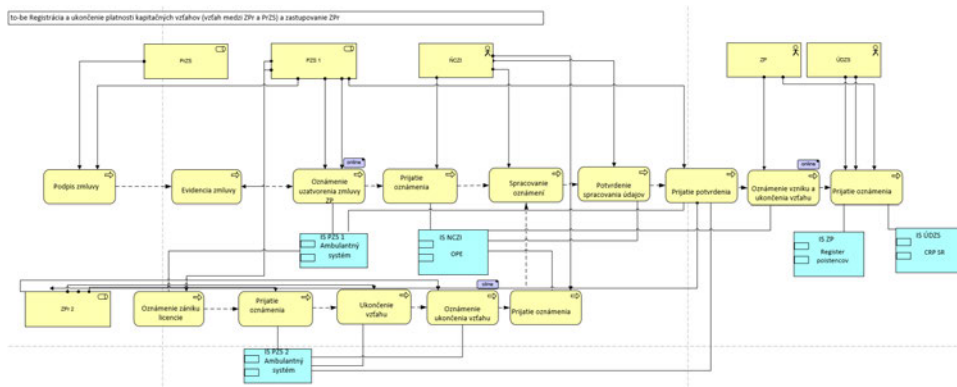 to-be Registrácia a ukončenie platnosti kapitačných vzťahov (vzťah medzi ZPr a PrZS) a zastupovanie ZPr
PrZS
PZS 1
NCZI
ZP
ÚDZS
Podpis zmluvy
Evidencia zmluvy
online
Oznámenie
uzatvorenia zmluvy
ZP
Prijatie
oznámenia
Spracovanie
oznámení
Potvrdenie
spracovania údajov
Prijatie potvrdenia
online
Oznámenie vzniku a
ukončenia vzťahu
Prijatie oznámenia
IS PZS 1
Ambulantný
systém
IS NCZI
OPE
IS ZP
Register
poistencov
IS ÚDZS
CRP SR
ZPr 2
Oznámenie zániku
licencie
Prijatie
oznámenia
Ukončenie
vzťahu
Oznámenie
ukončenia vzťahu
Prijatie oznámenia
IS PZS 2
Ambulantný
systém